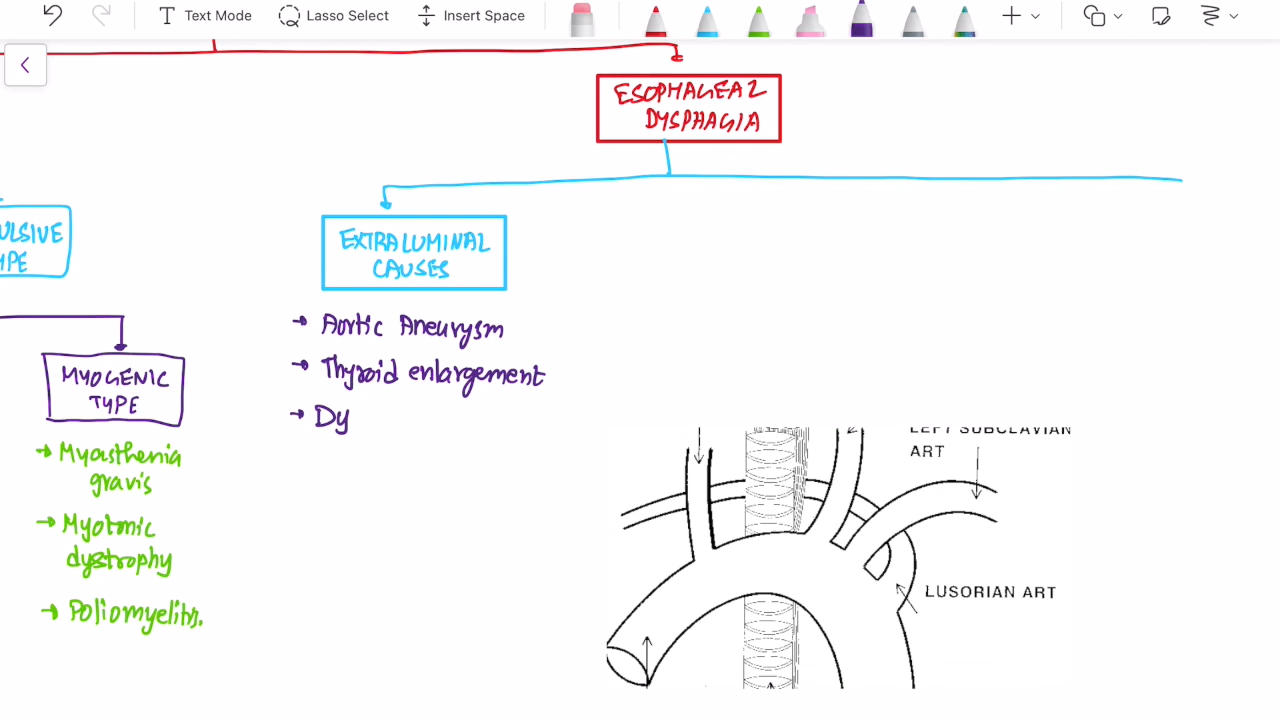 Text Mode
Lasso Select
Insert Space
ESOPHAGEAL
DYSPHAGIA
ULSIVE
YPE
EXTRALUMINAL
CAUSES
→ Aortic Aneurysm
→ Thyroid enlargement
→ Dy
MYOGENIC
TYPE
→ Myasthenia
gravis
→ Myotonic
dystrophy
→ Poliomyelitis.
LEFT SUBCLAVIAN
ART
LUSORIAN ART